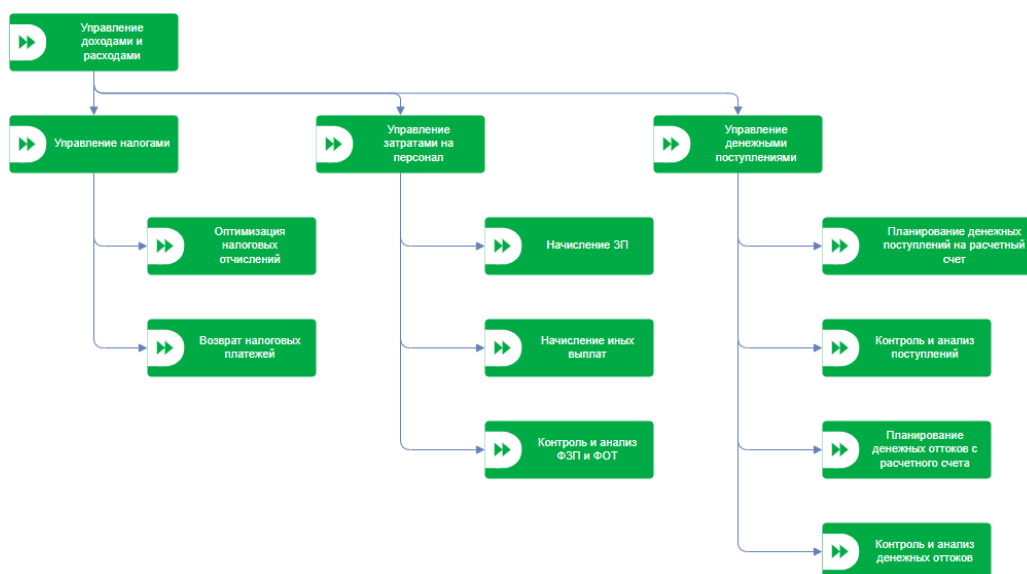 Управление
доходами и
расходами
Управление налогами
Управление
затратами на
персонал
Управление
денежными
поступлениями
Оптимизация
налоговых
отчислений
Начисление ЗП
Планирование денежных
поступлений на расчетный
счет
Возврат налоговых
платежей
Начисление иных
выплат
Контроль и анализ
поступлений
Контроль и анализ
ФЗП и ФОТ
Планирование
денежных оттоков с
расчетного счета
Контроль и анализ
денежных оттоков